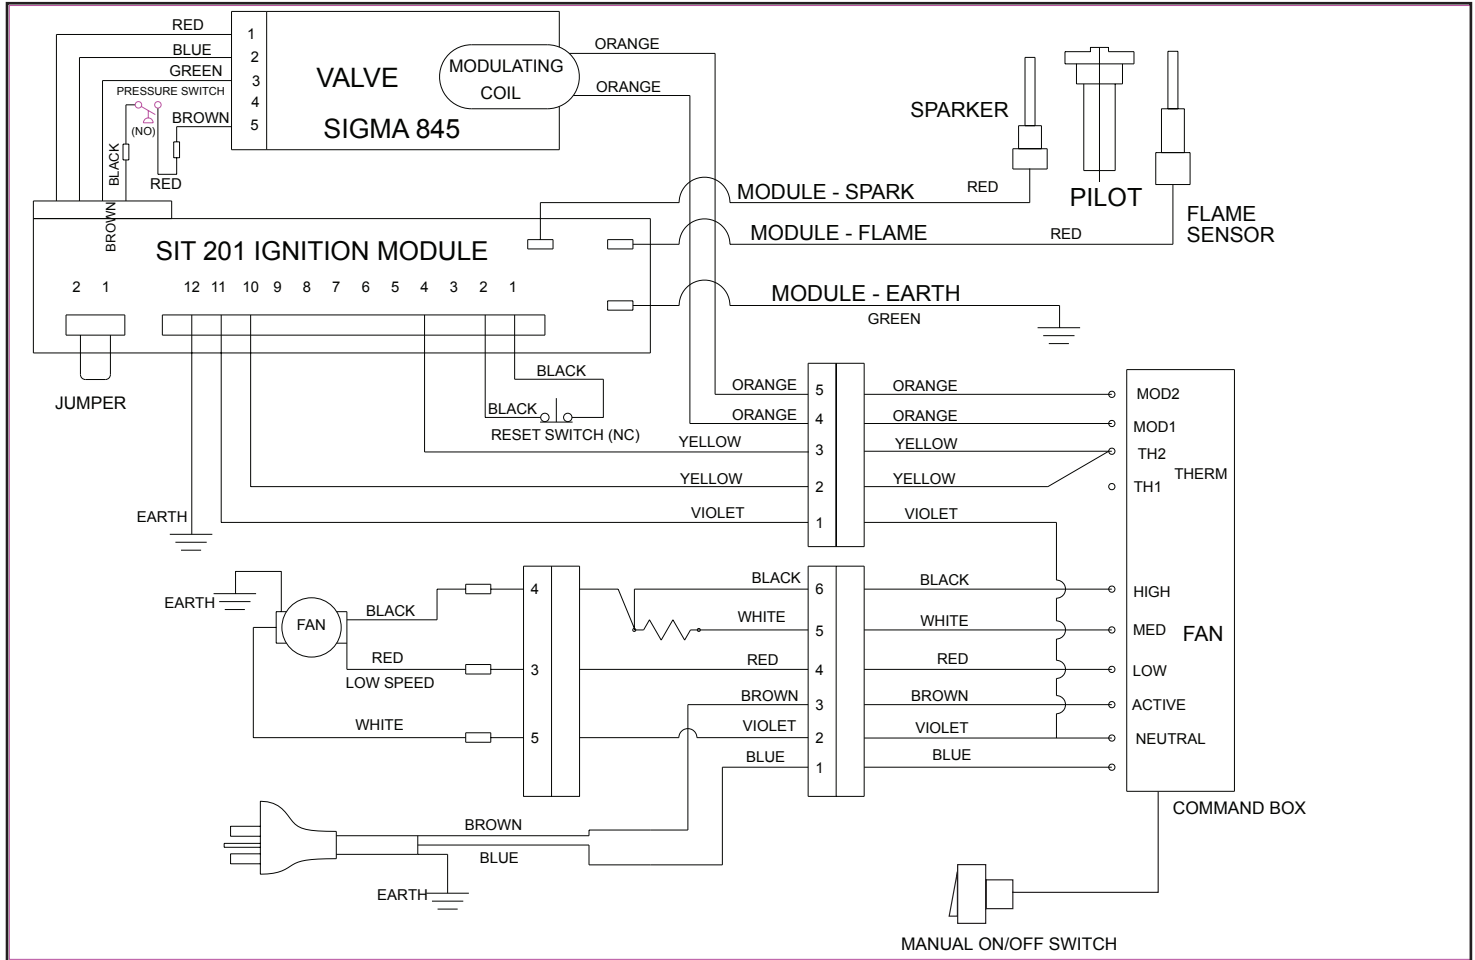 RED
1
BLUE
2
GREEN
3
PRESSURE SWITCH
4
(NO)
BROWN
5
BLACK
RED
VALVE
SIGMA 845
MODULATING
COIL
ORANGE
ORANGE
SPARKER
PILOT
FLAME
SENSOR
MODULE - SPARK
RED
MODULE - FLAME
RED
MODULE - EARTH
GREEN
BROWN
SIT 201 IGNITION MODULE
2 1
12 11 10 9 8 7 6 5 4 3 2 1
JUMPER
BLACK
BLACK
RESET SWITCH (NC)
ORANGE 5 ORANGE MOD2
ORANGE 4 ORANGE MOD1
YELLOW 3 YELLOW TH2
THERM
YELLOW 2 YELLOW TH1
EARTH
VIOLET 1 VIOLET
EARTH
FAN
BLACK
4
BLACK 6 BLACK HIGH
WHITE 5 WHITE MED
FAN
RED
LOW SPEED
3
RED 4 RED LOW
BROWN 3 BROWN ACTIVE
WHITE
5
VIOLET 2 VIOLET NEUTRAL
BLUE 1 BLUE
COMMAND BOX
BROWN
BLUE
EARTH
MANUAL ON/OFF SWITCH